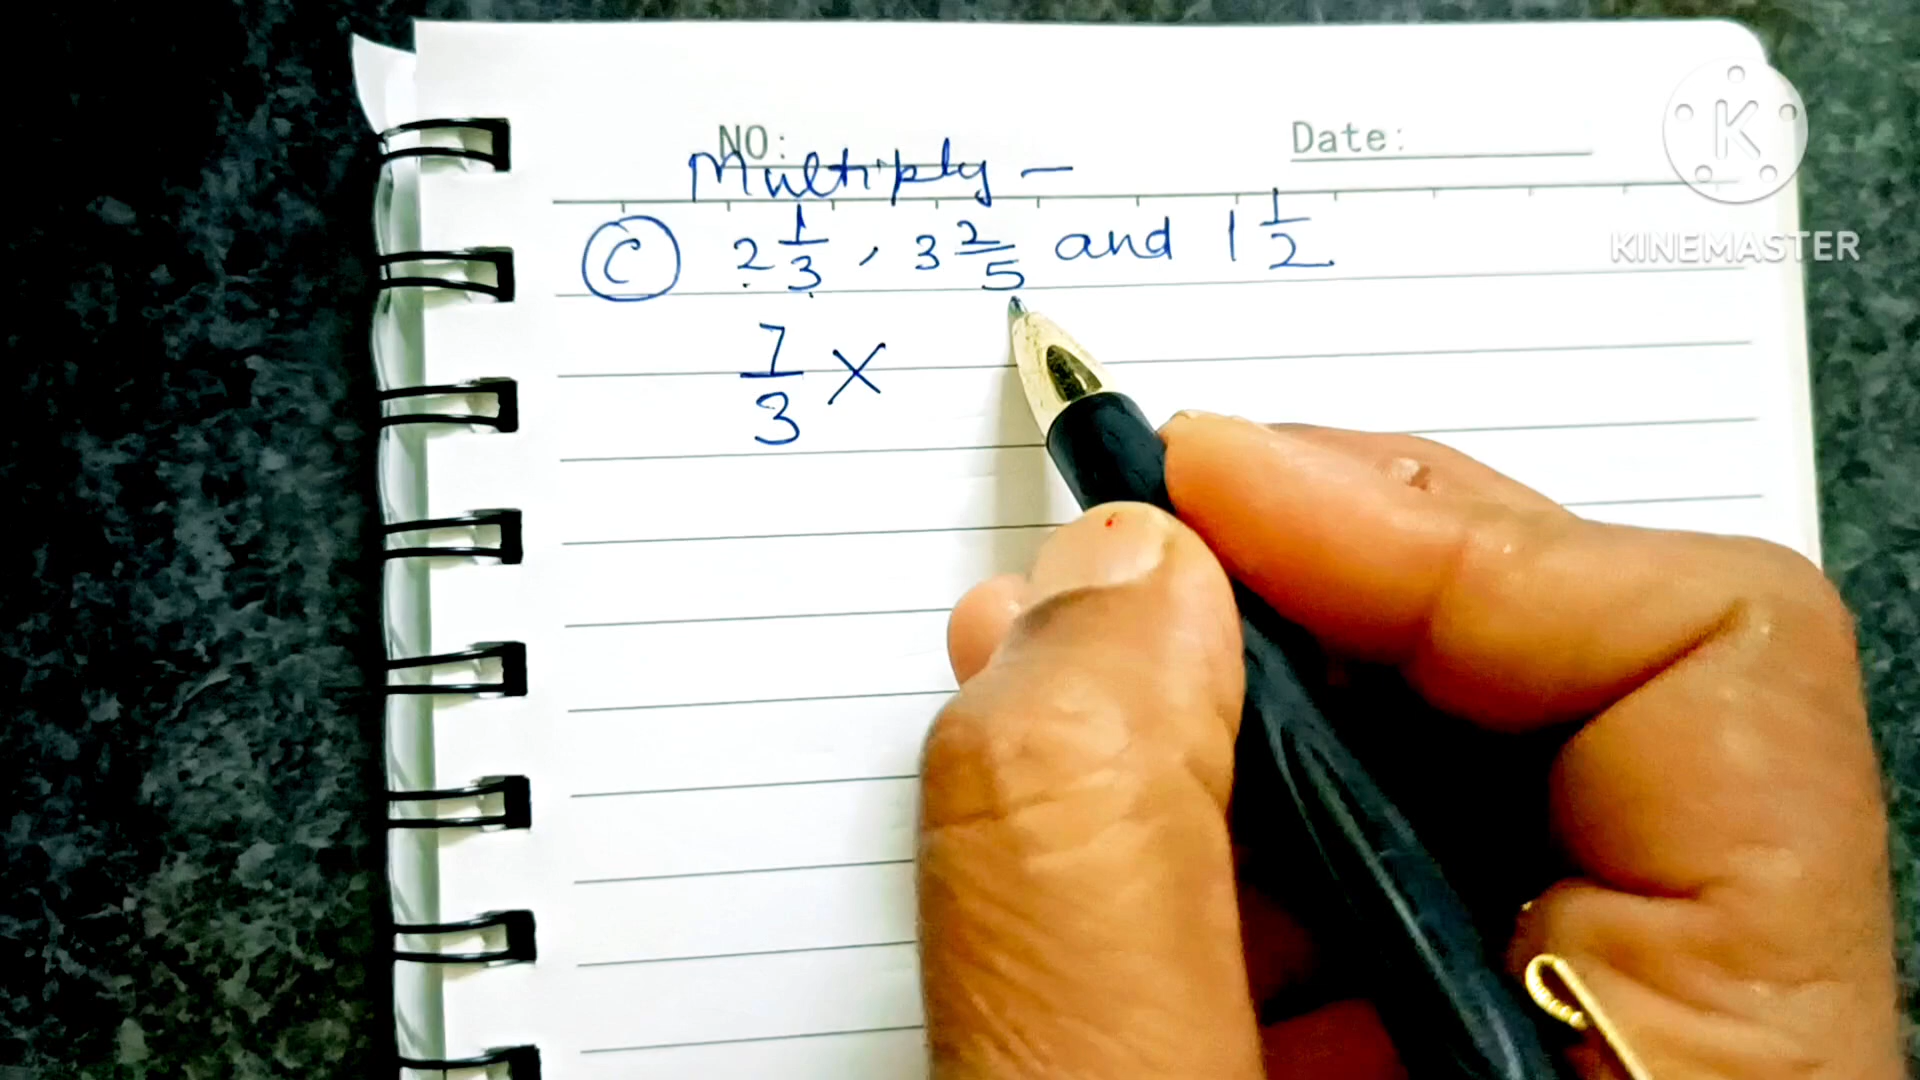 NO:
Date:
K
KINEMASTER
Multiply –
C 2 1/3 , 3 2/5 and 1 1/2
7/3 ×